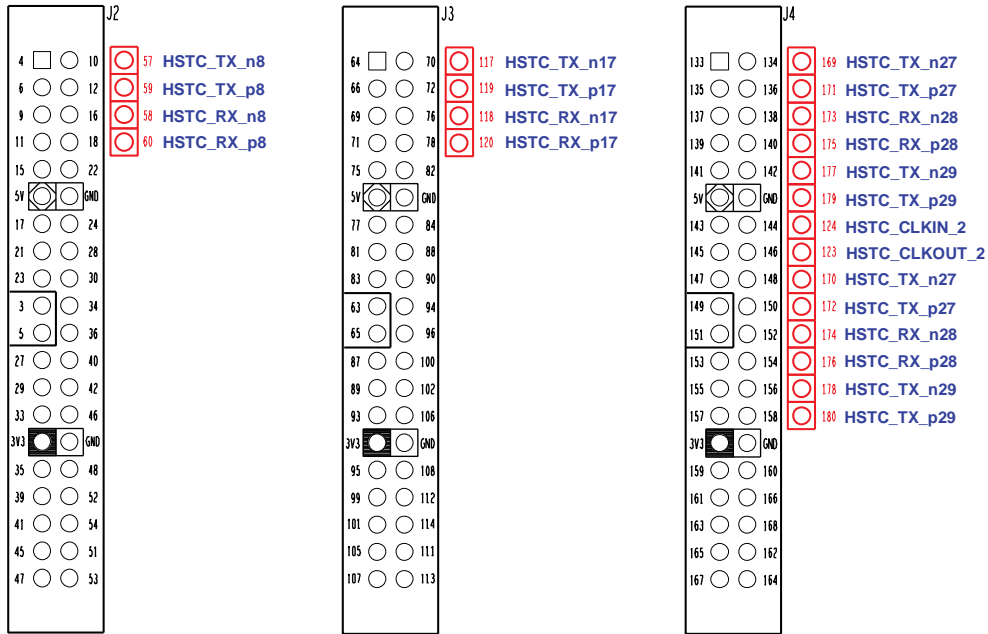 J2
4 10 57 HSTC_TX_n8
6 12 59 HSTC_TX_p8
9 16 58 HSTC_RX_n8
11 18 60 HSTC_RX_p8
15 22
5V GND
17 24
21 28
23 30
3 34
5 36
27 40
29 42
33 46
3V3 GND
35 48
39 52
41 54
45 51
47 53
J3
64 70 117 HSTC_TX_n17
66 72 119 HSTC_TX_p17
69 76 118 HSTC_RX_n17
71 78 120 HSTC_RX_p17
75 82
5V GND
77 84
81 88
83 90
63 94
65 96
87 100
89 102
93 106
3V3 GND
95 108
99 112
101 114
105 111
107 113
J4
133 134 169 HSTC_TX_n27
135 136 171 HSTC_TX_p27
137 138 173 HSTC_RX_n28
139 140 175 HSTC_RX_p28
141 142 177 HSTC_TX_n29
5V GND 179 HSTC_TX_p29
143 144 124 HSTC_CLKIN_2
145 146 123 HSTC_CLKOUT_2
147 148 170 HSTC_TX_n27
149 150 172 HSTC_TX_p27
151 152 174 HSTC_RX_n28
153 154 176 HSTC_RX_p28
155 156 178 HSTC_TX_n29
157 158 180 HSTC_TX_p29
3V3 GND
159 160
161 166
163 168
165 162
167 164